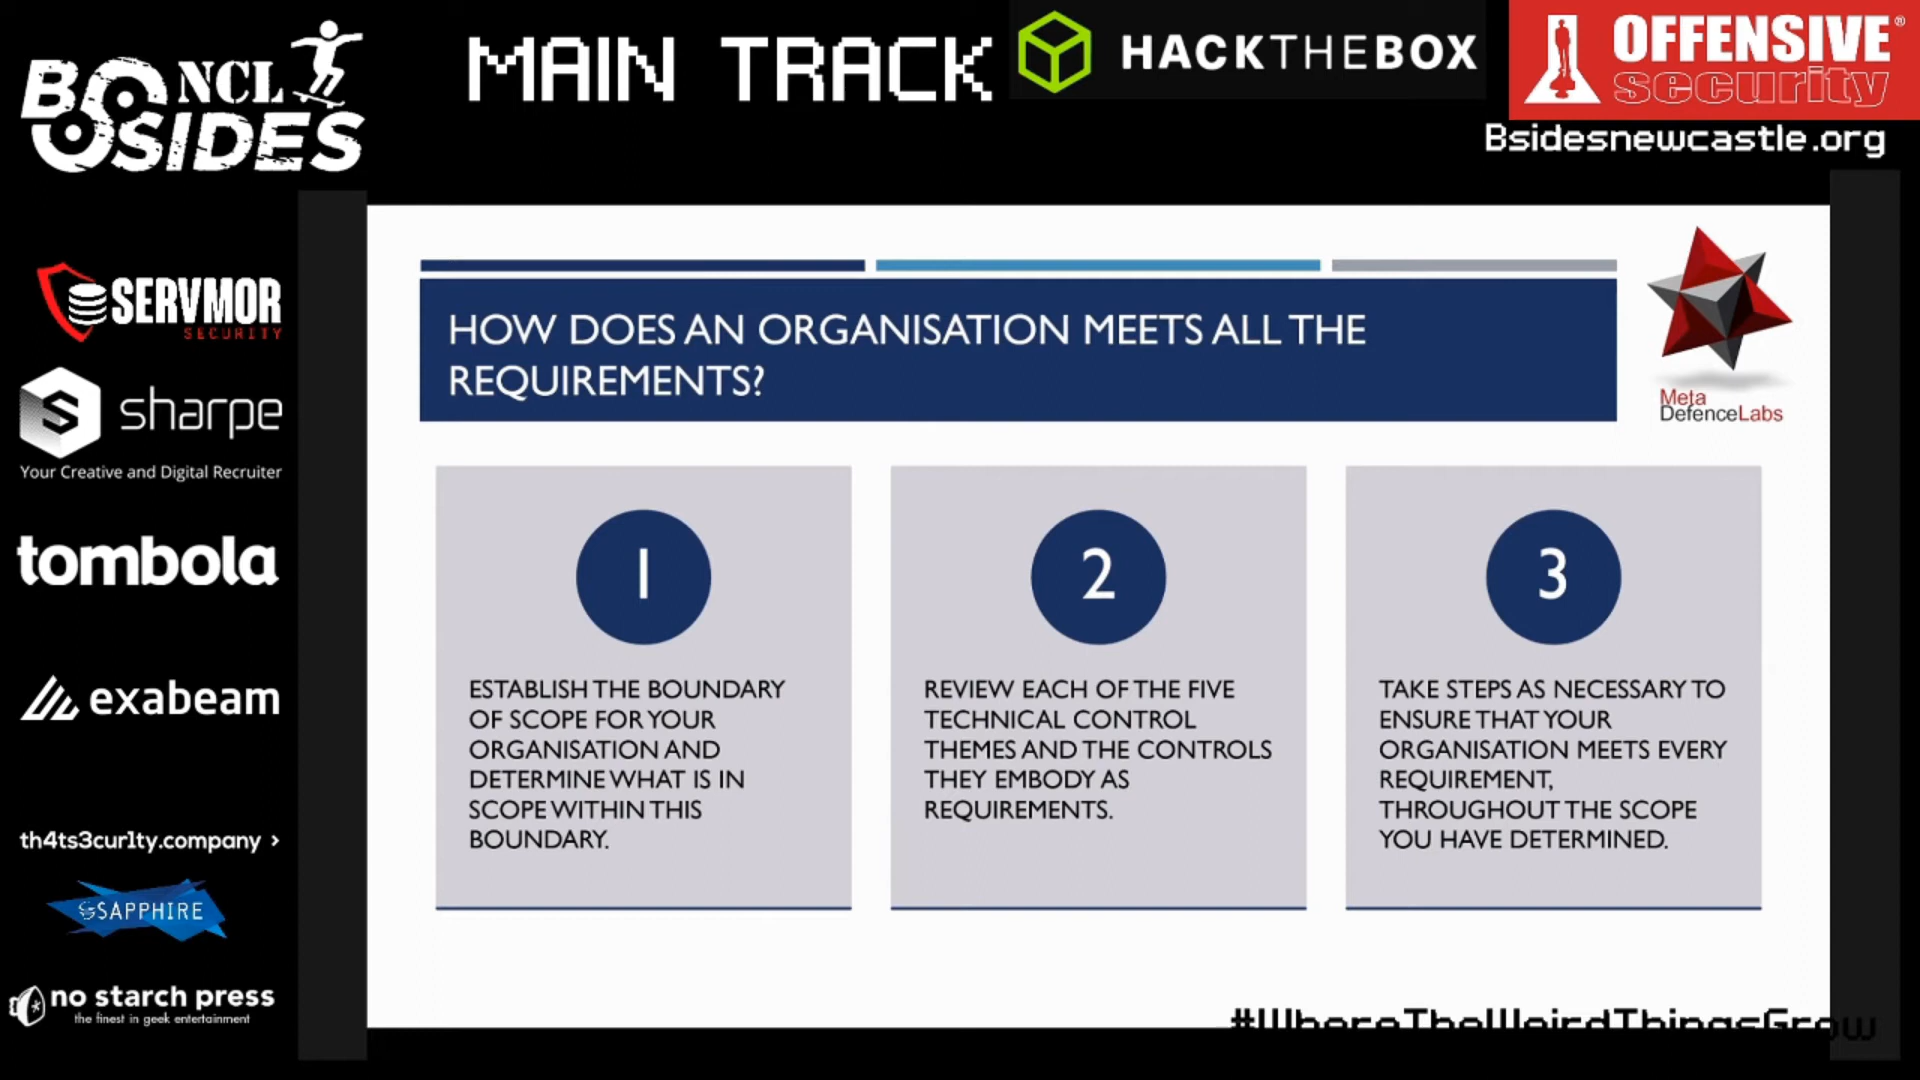 BSIDES NCL
MAIN TRACK
HACKTHEBOX
OFFENSIVE®
security
Bsidesnewcastle.org
SERVMOR
SECURITY
S sharpe
Your Creative and Digital Recruiter
tombola
exabeam
th4ts3cur1ty.company >
SAPPHIRE
no starch press
the finest in geek entertainment
HOW DOES AN ORGANISATION MEETS ALL THE
REQUIREMENTS?
Meta
DefenceLabs
1
ESTABLISH THE BOUNDARY
OF SCOPE FOR YOUR
ORGANISATION AND
DETERMINE WHAT IS IN
SCOPE WITHIN THIS
BOUNDARY.
2
REVIEW EACH OF THE FIVE
TECHNICAL CONTROL
THEMES AND THE CONTROLS
THEY EMBODY AS
REQUIREMENTS.
3
TAKE STEPS AS NECESSARY TO
ENSURE THAT YOUR
ORGANISATION MEETS EVERY
REQUIREMENT,
THROUGHOUT THE SCOPE
YOU HAVE DETERMINED.
#WhereTheWeirdThingsGrow